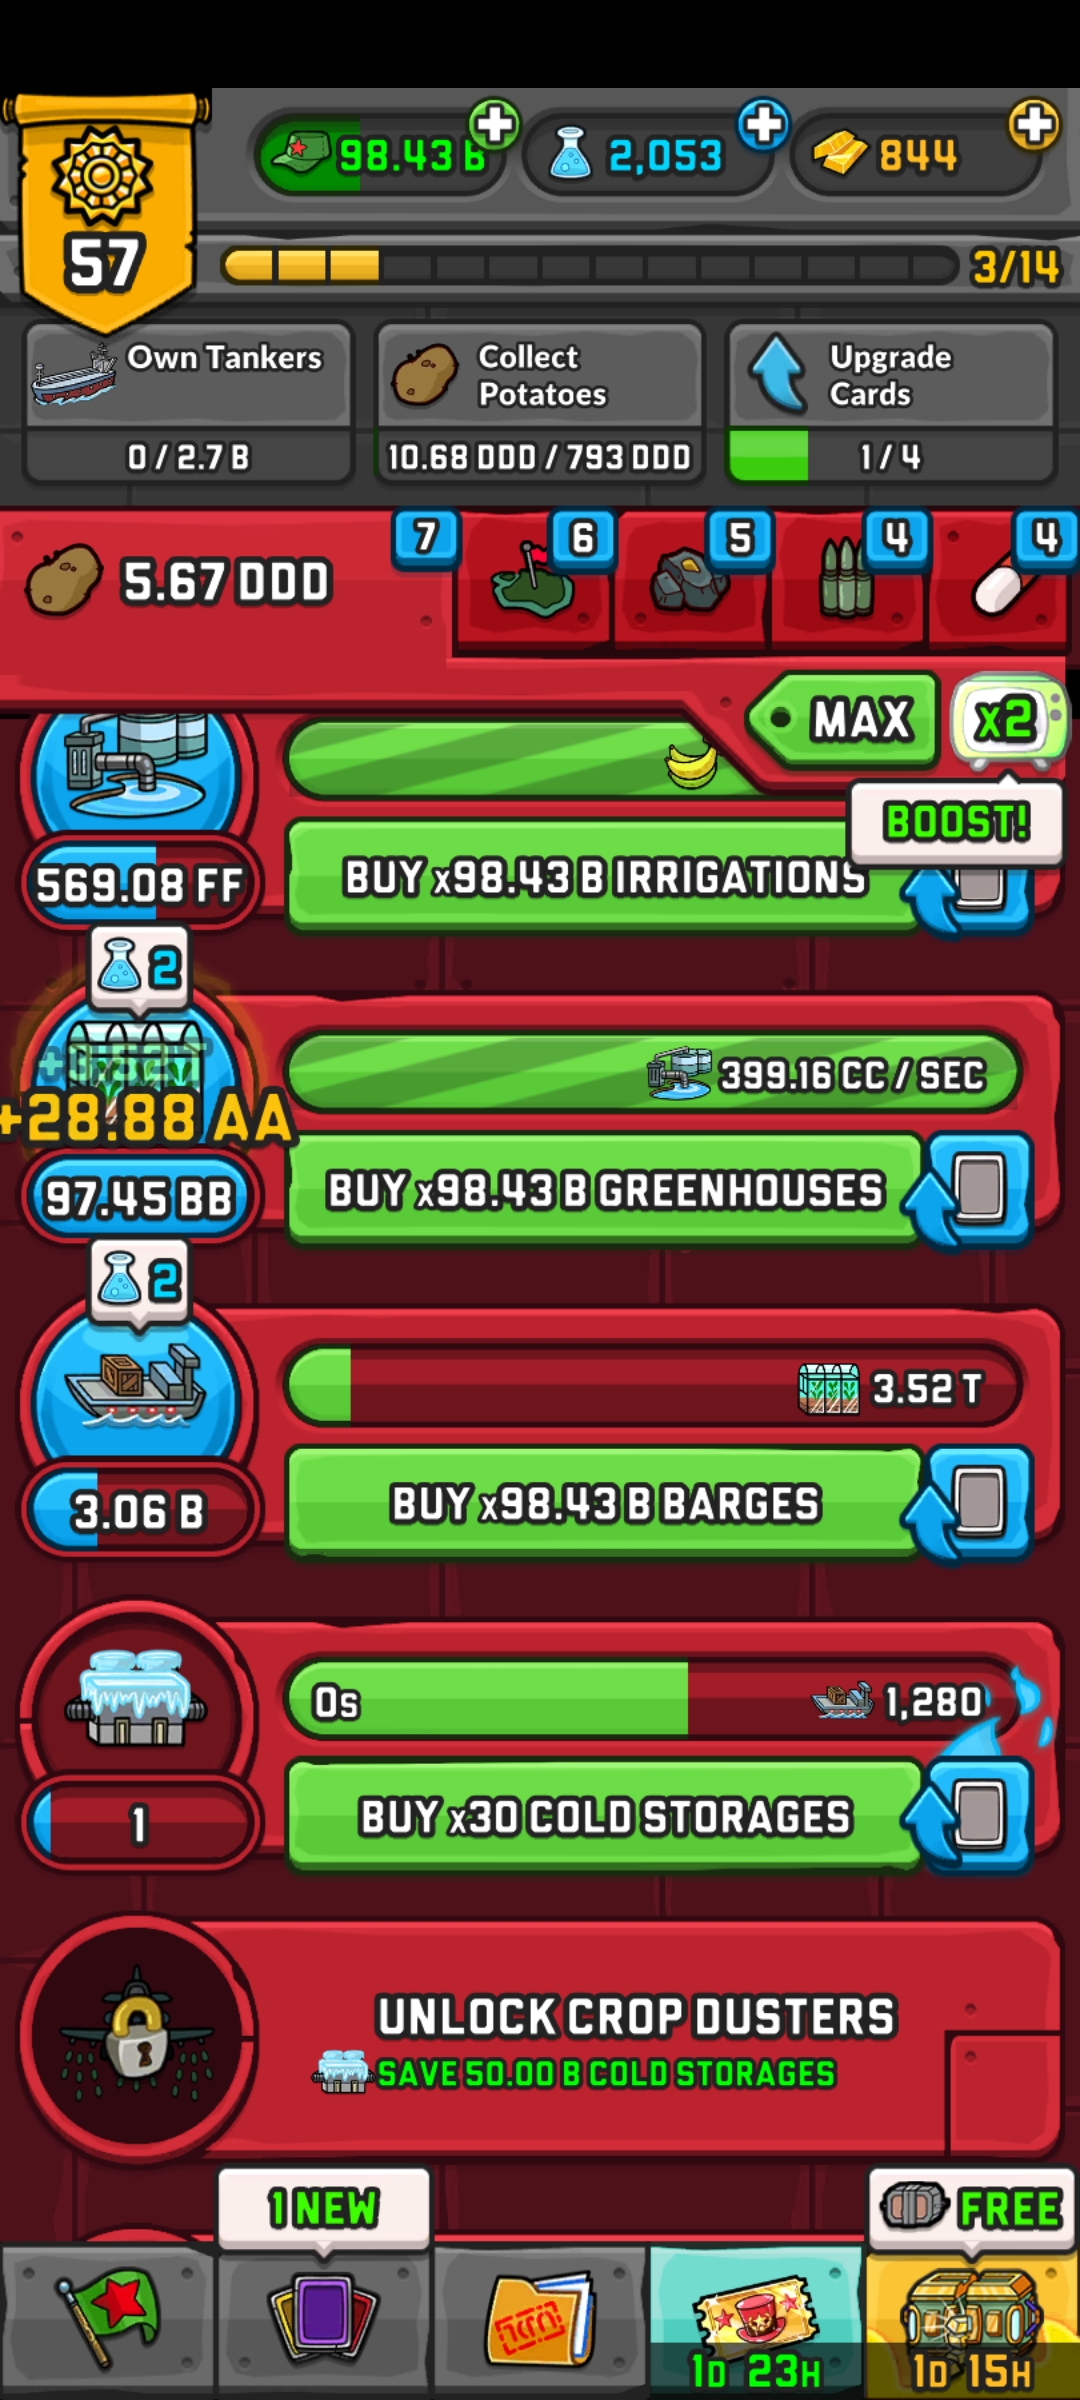 98.43 B
2,053
844
57
3/14
Own Tankers
0 / 2.7 B
Collect
Potatoes
10.68 DDD / 793 DDD
Upgrade
Cards
1 / 4
5.67 DDD
7
6
5
4
4
MAX
x2
BOOST!
569.08 FF
BUY x98.43 B IRRIGATIONS
2
+28.88 AA
399.16 CC / SEC
97.45 BB
BUY x98.43 B GREENHOUSES
2
3.52 T
3.06 B
BUY x98.43 B BARGES
0s
1,280
1
BUY x30 COLD STORAGES
UNLOCK CROP DUSTERS
SAVE 50.00 B COLD STORAGES
1 NEW
FREE
1D 23H
1D 15H